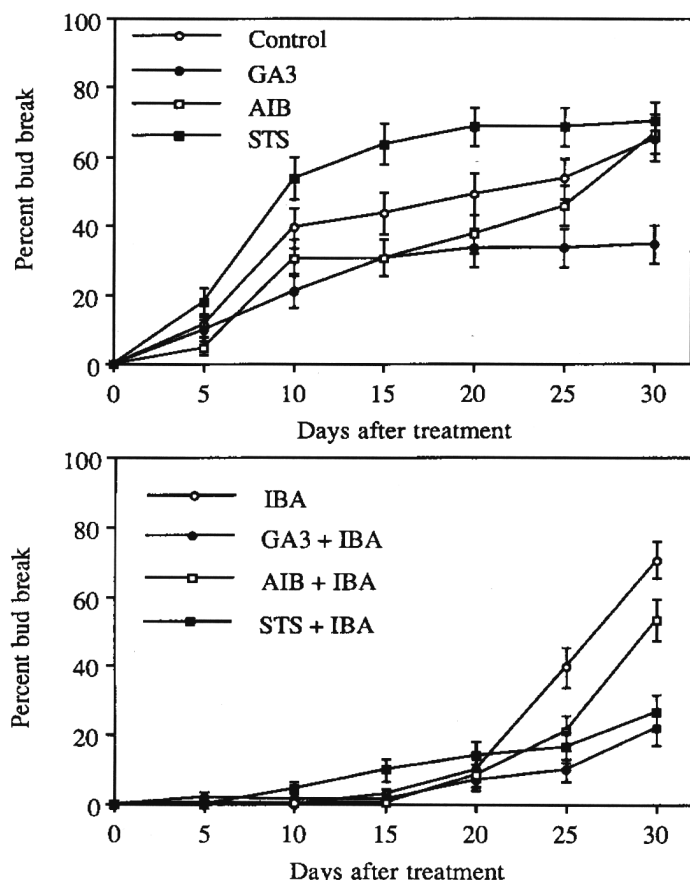 100
80
60
40
20
0
Percent bud break
Control
GA3
AIB
STS
0 5 10 15 20 25 30
Days after treatment
100
80
60
40
20
0
Percent bud break
IBA
GA3 + IBA
AIB + IBA
STS + IBA
0 5 10 15 20 25 30
Days after treatment